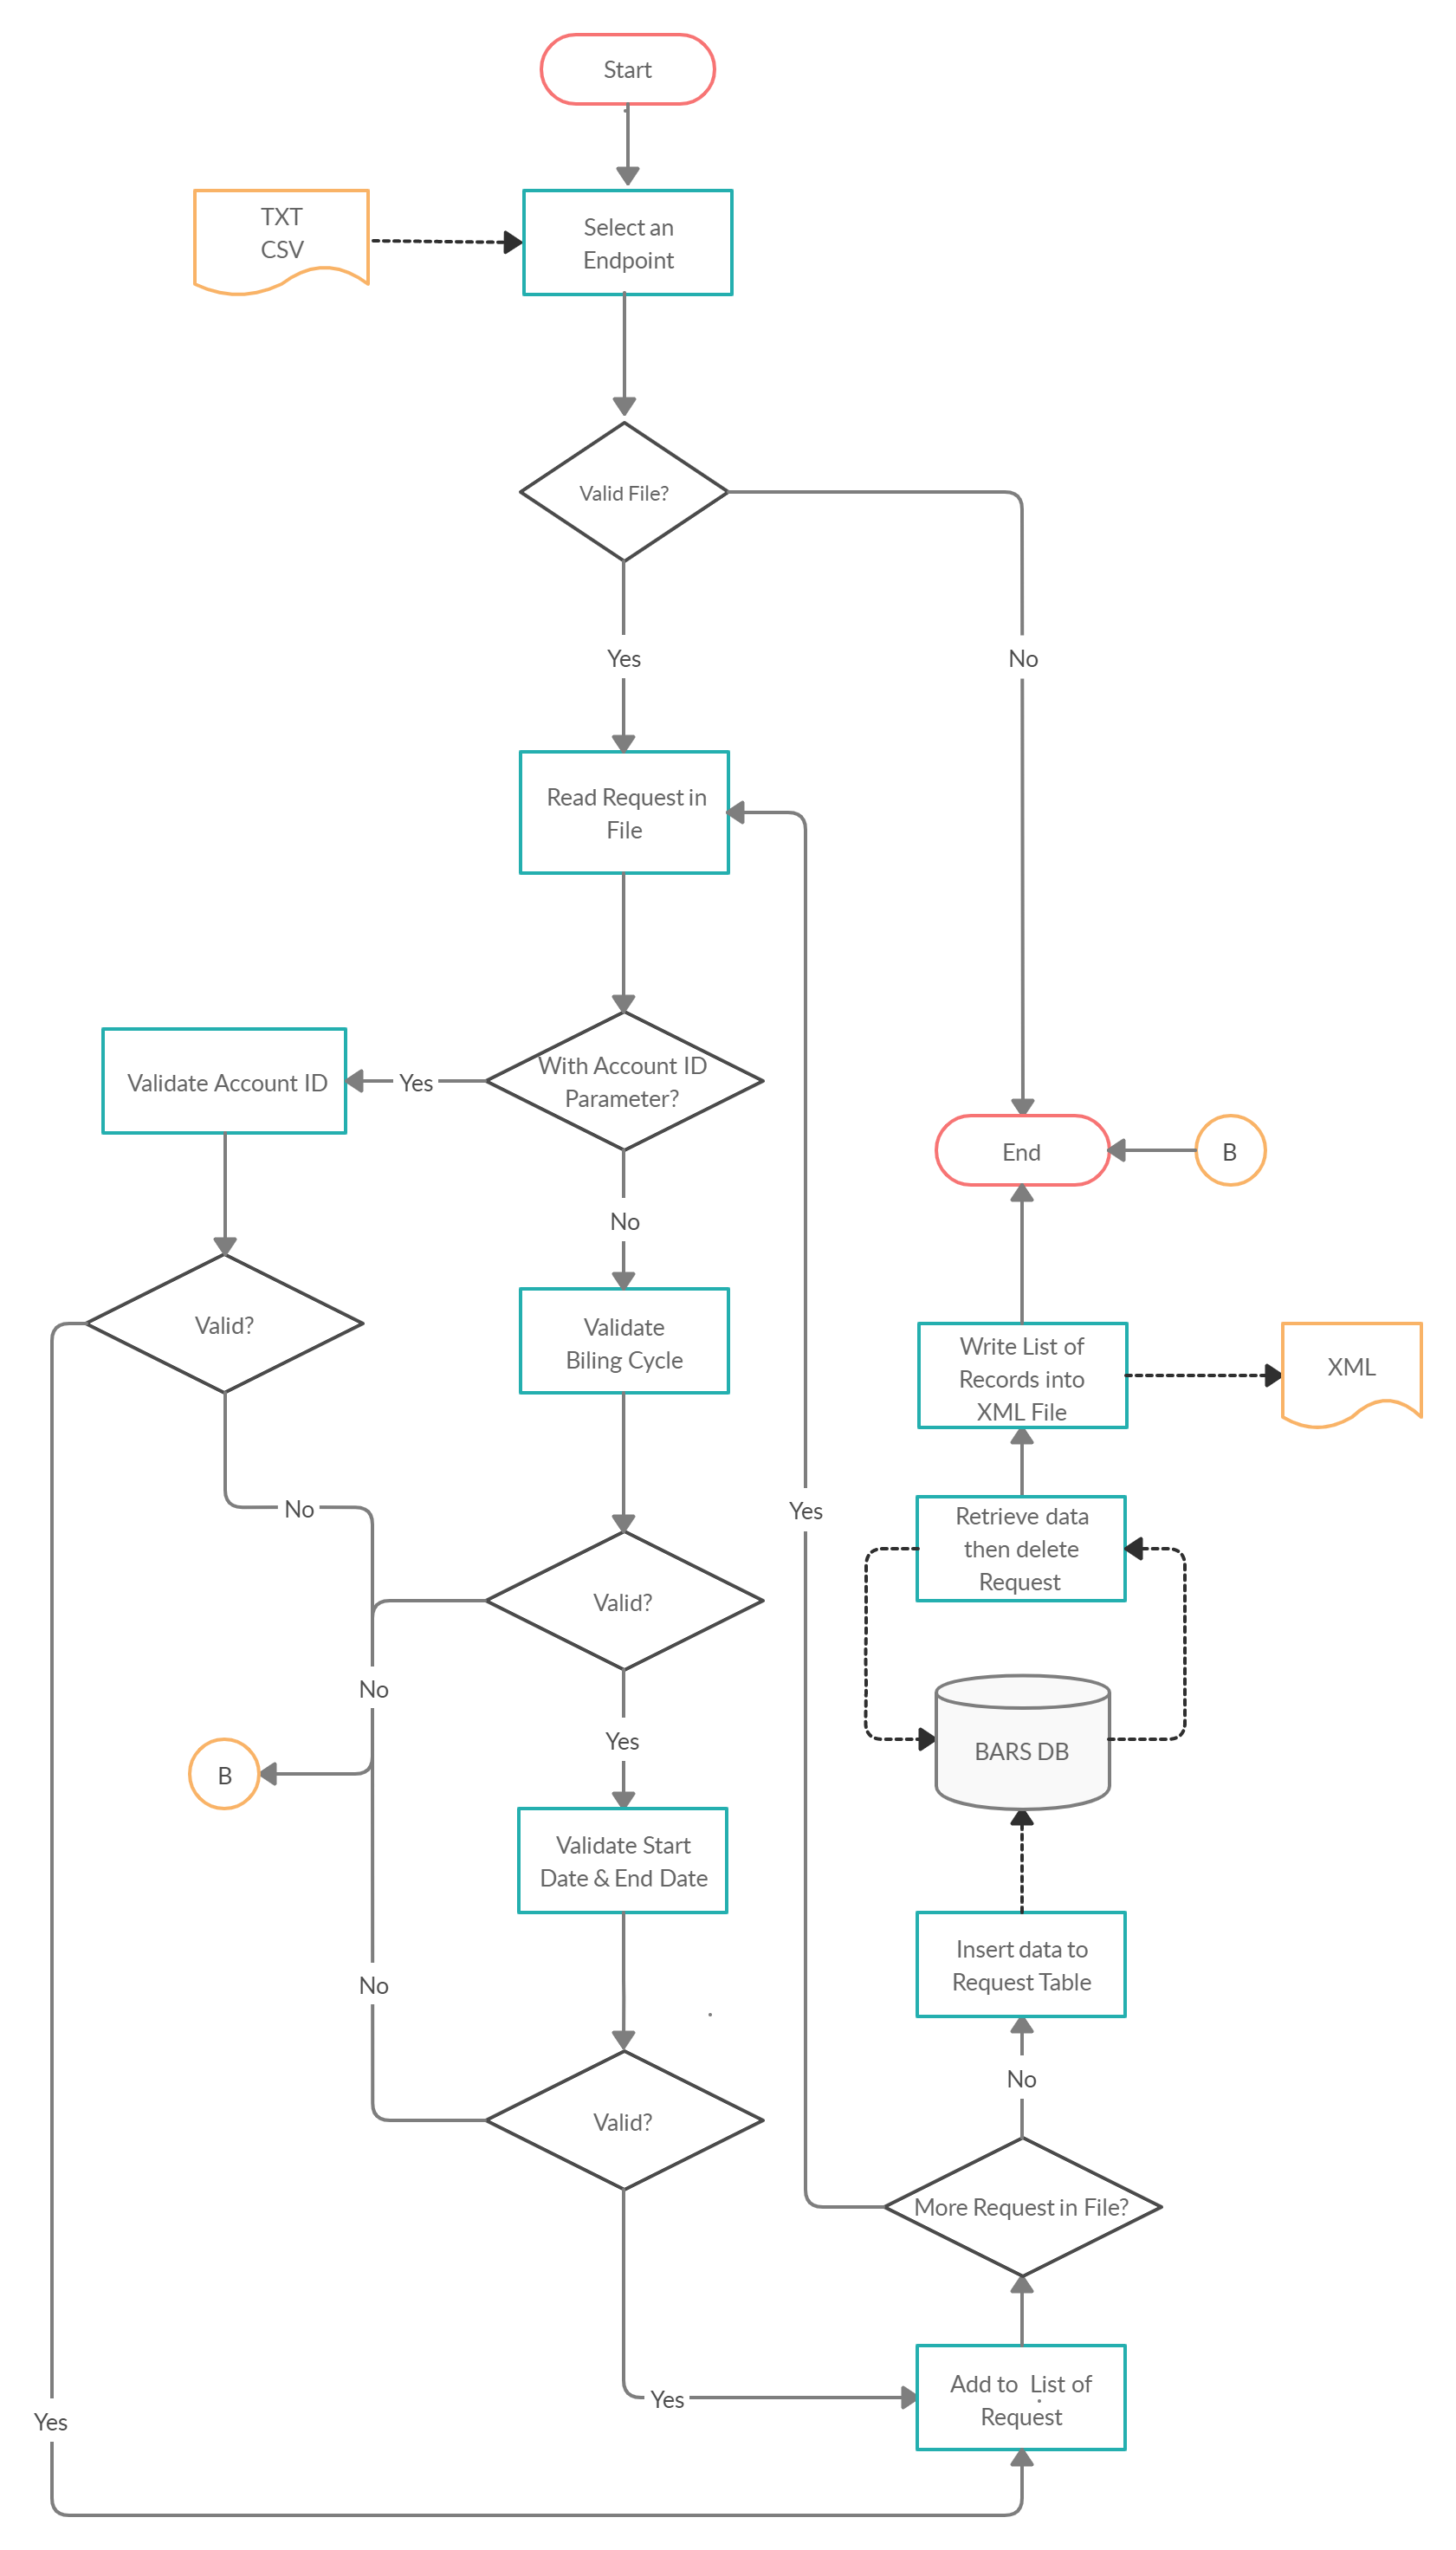 Start
TXT
CSV
Select an
Endpoint
Valid File?
Yes
No
Read Request in
File
With Account ID
Parameter?
Yes
Validate Account ID
No
End
B
Valid?
Validate
Biling Cycle
Write List of
Records into
XML File
XML
No
Yes
Retrieve data
then delete
Request
Valid?
No
Yes
B
BARS DB
Validate Start
Date & End Date
Insert data to
Request Table
No
No
Valid?
More Request in File?
Yes
Add to List of
Request
Yes